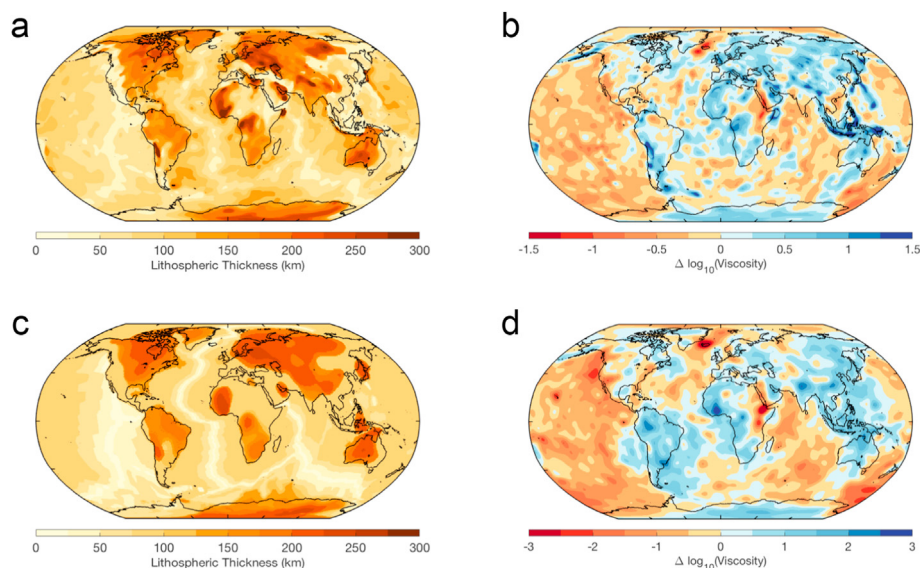 a
b
0 50 100 150 200 250 300
Lithospheric Thickness (km)
-1.5 -1 -0.5 0 0.5 1 1.5
Δ log10(Viscosity)
c
d
0 50 100 150 200 250 300
Lithospheric Thickness (km)
-3 -2 -1 0 1 2 3
Δ log10(Viscosity)